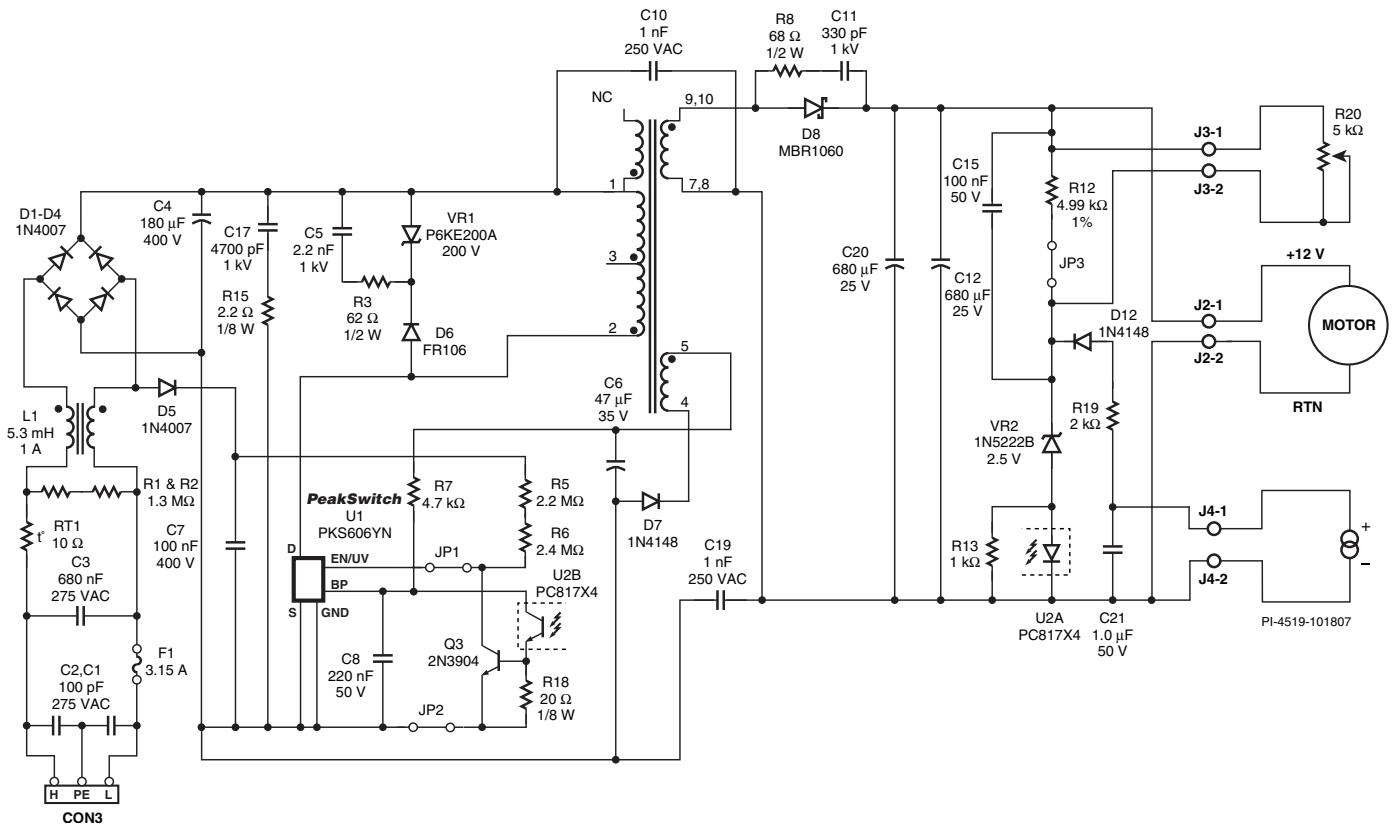 C10
1 nF
250 VAC
R8
68 Ω
1/2 W
C11
330 pF
1 kV
NC
9,10
D8
MBR1060
J3-1
R20
5 kΩ
C15
100 nF
50 V
J3-2
R12
4.99 kΩ
1%
1
7,8
D1-D4
1N4007
C4
180 µF
400 V
C17
4700 pF
1 kV
C5
2.2 nF
1 kV
VR1
P6KE200A
200 V
3
C20
680 µF
25 V
C12
680 µF
25 V
JP3
+12 V
R15
2.2 Ω
1/8 W
R3
62 Ω
1/2 W
D6
FR106
2
D12
1N4148
J2-1
J2-2
MOTOR
RTN
5
4
L1
5.3 mH
1 A
D5
1N4007
C6
47 µF
35 V
R19
2 kΩ
VR2
1N5222B
2.5 V
R1 & R2
1.3 MΩ
PeakSwitch
U1
PKS606YN
R7
4.7 kΩ
R5
2.2 MΩ
R6
2.4 MΩ
D7
1N4148
t°
RT1
10 Ω
C7
100 nF
400 V
J4-1
+
J4-2
–
R13
1 kΩ
C3
680 nF
275 VAC
D
EN/UV
BP
S
GND
JP1
U2B
PC817X4
C19
1 nF
250 VAC
U2A
PC817X4
C21
1.0 µF
50 V
PI-4519-101807
F1
3.15 A
C2,C1
100 pF
275 VAC
C8
220 nF
50 V
Q3
2N3904
R18
20 Ω
1/8 W
JP2
H PE L
CON3